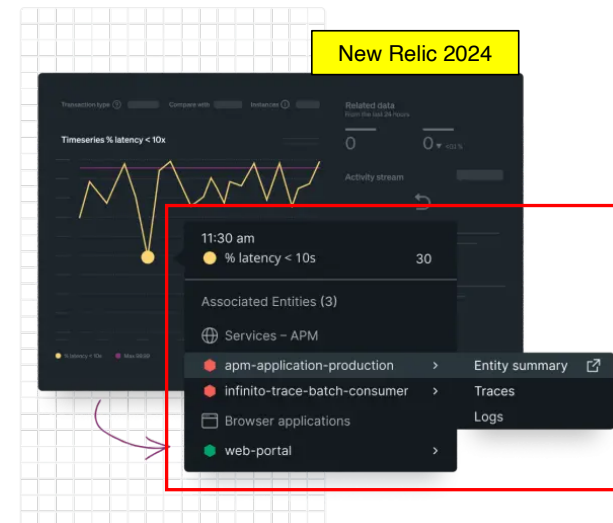 New Relic 2024
Transaction type
Compare with
Instances
Related data
From the last 24 hours
Timeseries % latency < 10x
0
0
Activity stream
11:30 am
% latency < 10s 30
Associated Entities (3)
Services – APM
apm-application-production > Entity summary
infinito-trace-batch-consumer > Traces
Logs
Browser applications
web-portal >